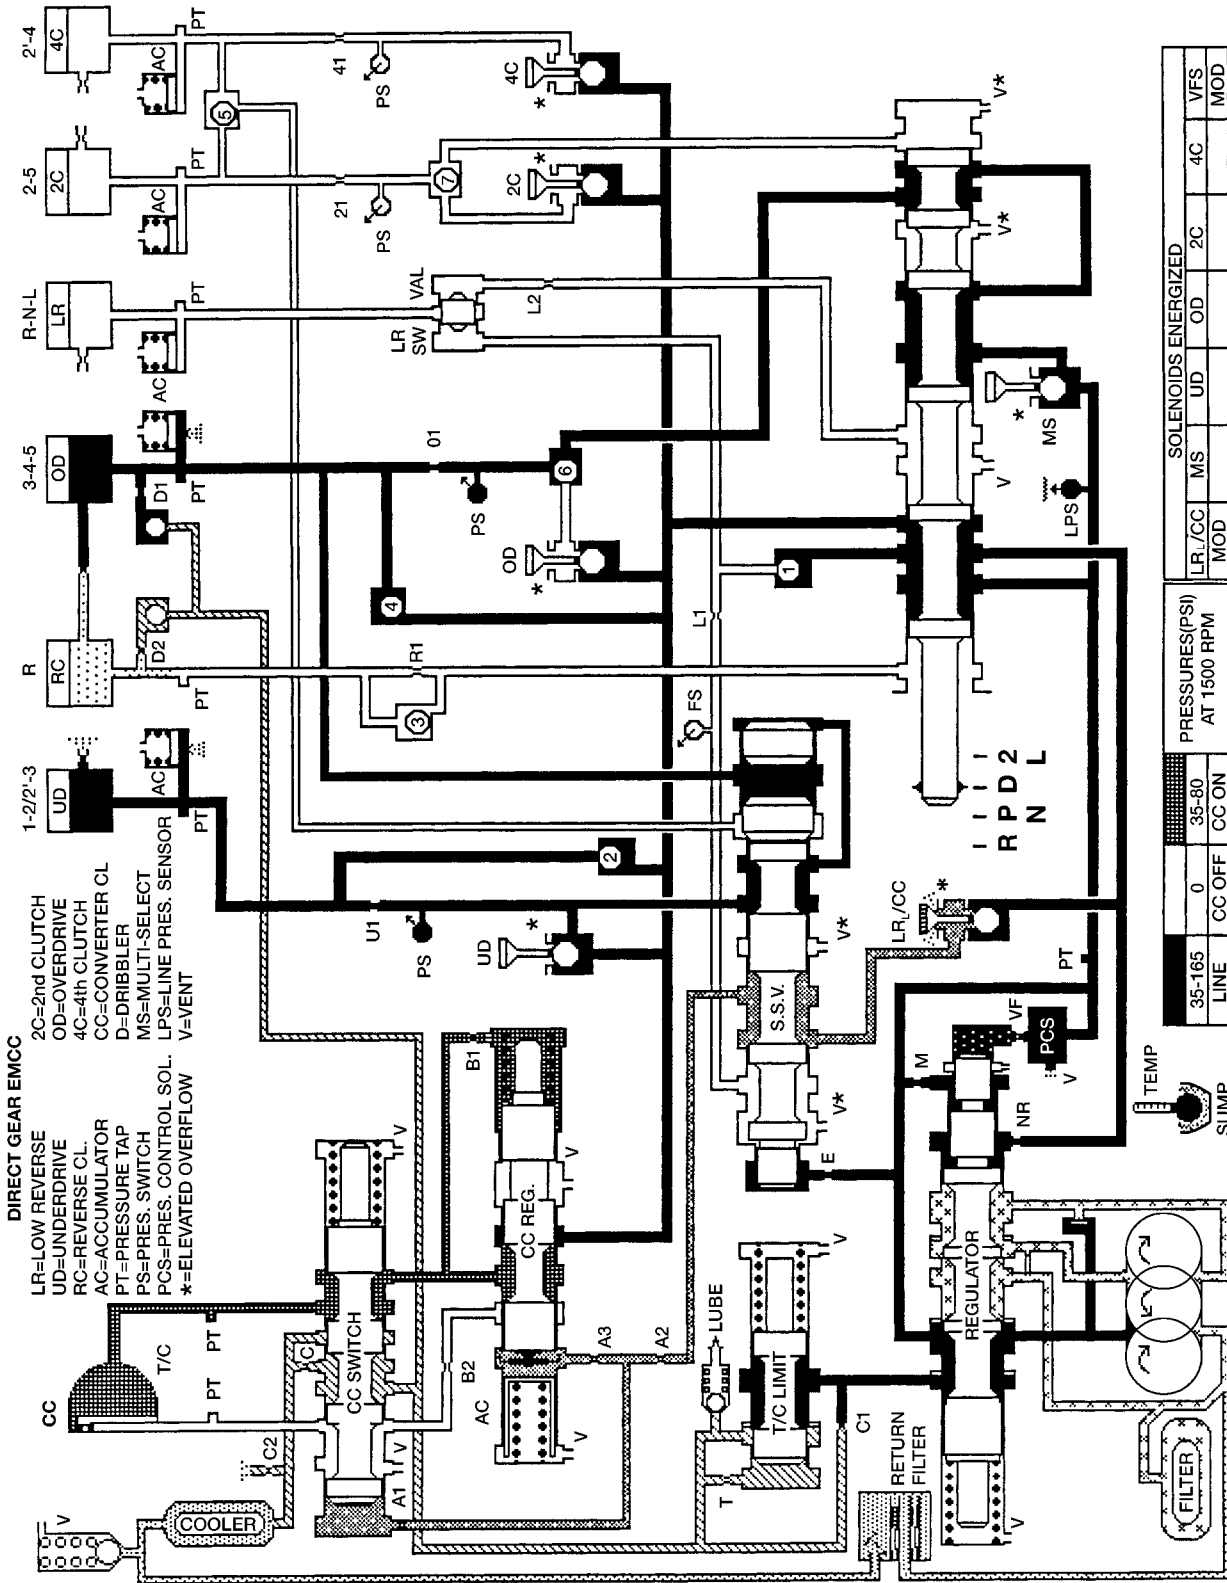 DIRECT GEAR EMCC
LR=LOW REVERSE
UD=UNDERDRIVE
RC=REVERSE CL.
AC=ACCUMULATOR
PT=PRESSURE TAP
PS=PRES. SWITCH
PCS=PRES. CONTROL SOL.
*=ELEVATED OVERFLOW
2C=2nd CLUTCH
OD=OVERDRIVE
4C=4th CLUTCH
CC=CONVERTER CL
D=DRIBBLER
MS=MULTI-SELECT
LPS=LINE PRES. SENSOR
V=VENT
1-2/2'-3
UD
AC
PT
R
RC
PT
D2
3-4-5
OD
D1
AC
PT
R-N-L
LR
AC
PT
2-5
2C
AC
PT
2'-4
4C
AC
PT
5
41
PS
21
PS
7
4C
*
2C
*
LR SW
VAL
L2
01
PS
6
OD
*
4
R1
3
U1
PS
UD
*
2
L1
FS
1
CC
T/C
PT
PT
C2
V
COOLER
C
CC SWITCH
V
V
A1
B1
B2
CC REG.
V
AC
V
A3
A2
S.S.V.
V*
V*
E
LR/CC
*
LUBE
T
T/C LIMIT
V
C1
RETURN FILTER
FILTER
REGULATOR
V
NR
M
VF
PCS
V
PT
TEMP
SUMP
R P D 2
N L
LPS
MS
*
V
V*
V*
35-165
LINE
0
CC OFF
35-80
CC ON
PRESSURES(PSI)
AT 1500 RPM
SOLENOIDS ENERGIZED
LRL/CC MS UD OD 2C 4C VFS
MOD MOD